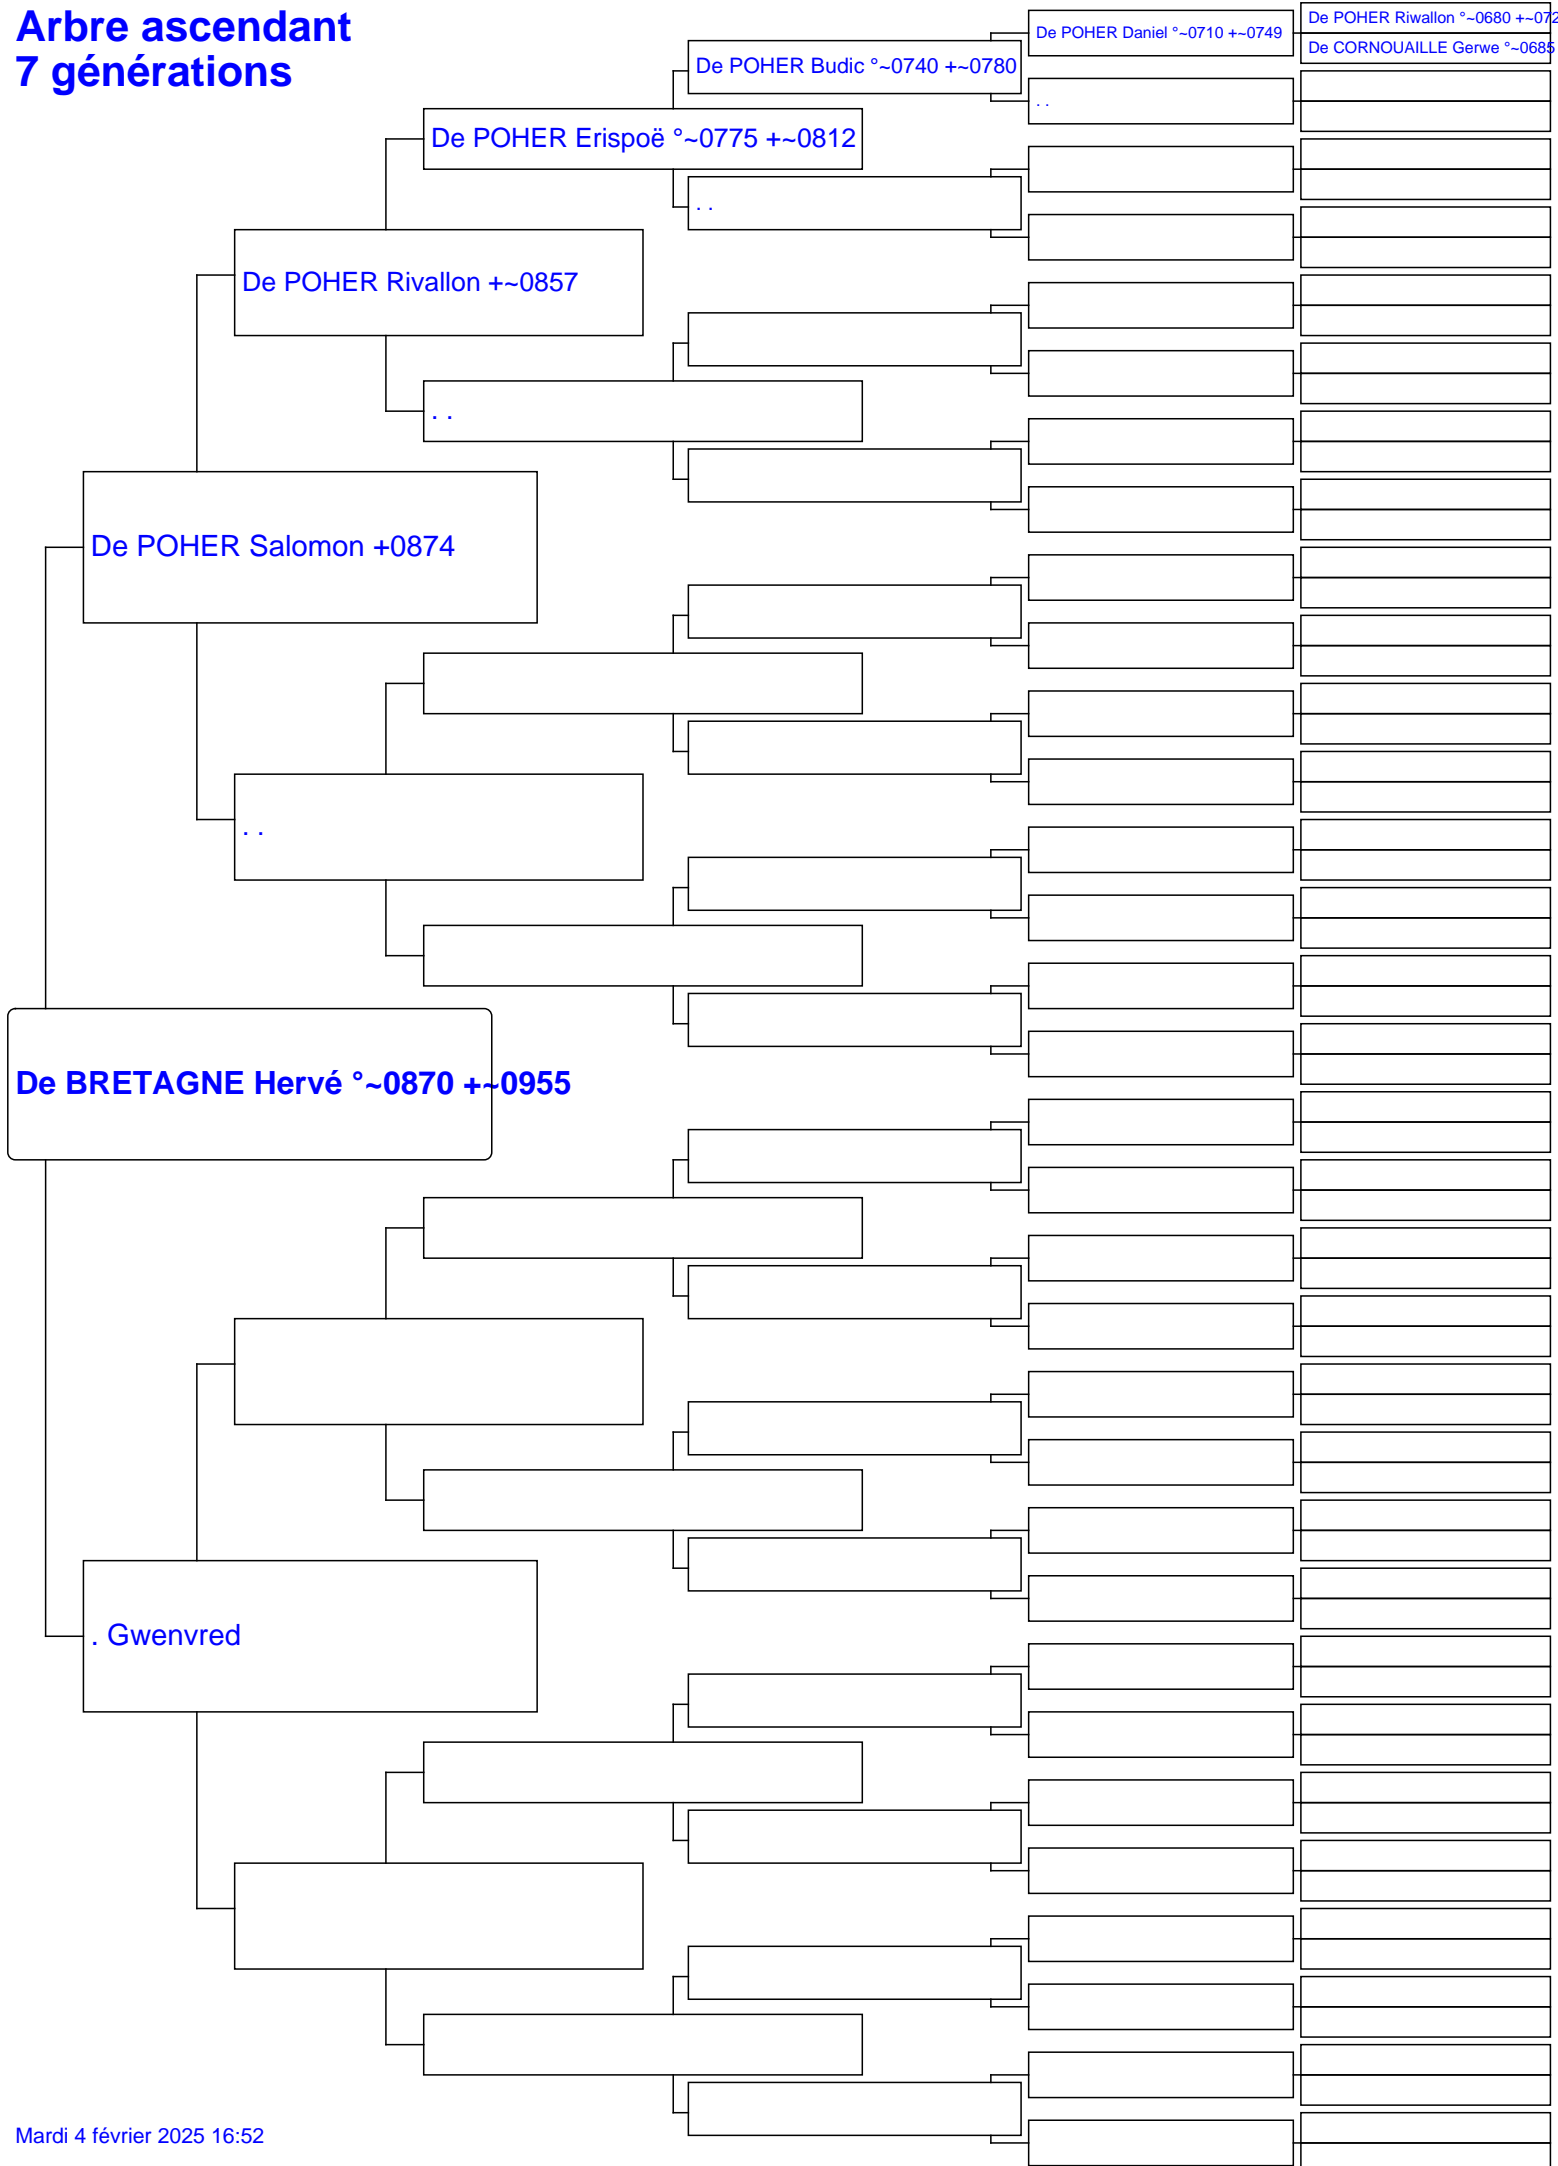 Arbre ascendant
7 générations
De POHER Riwallon °~0680 +~072
De POHER Daniel °~0710 +~0749
De CORNOUAILLE Gerwe °~0685
De POHER Budic °~0740 +~0780
. .
De POHER Erispoë °~0775 +~0812
. .
De POHER Rivallon +~0857
. .
De POHER Salomon +0874
. .
De BRETAGNE Hervé °~0870 +~0955
. Gwenvred
Mardi 4 février 2025 16:52